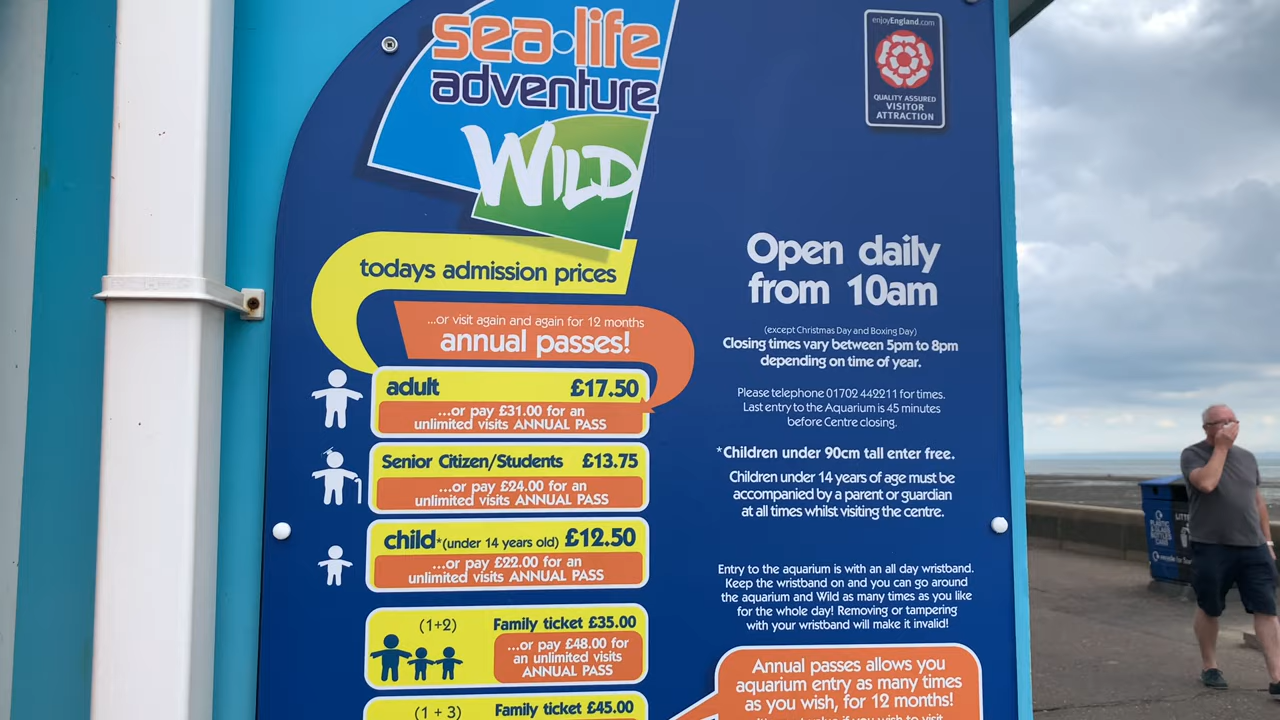 sea•life
adventure
WILD
enjoyEngland.com
QUALITY ASSURED
VISITOR
ATTRACTION
todays admission prices
...or visit again and again for 12 months
annual passes!
adult £17.50
...or pay £31.00 for an
unlimited visits ANNUAL PASS
Senior Citizen/Students £13.75
...or pay £24.00 for an
unlimited visits ANNUAL PASS
child*(under 14 years old) £12.50
...or pay £22.00 for an
unlimited visits ANNUAL PASS
(1+2) Family ticket £35.00
...or pay £48.00 for
an unlimited visits
ANNUAL PASS
(1 + 3) Family ticket £45.00
Open daily
from 10am
(except Christmas Day and Boxing Day)
Closing times vary between 5pm to 8pm
depending on time of year.
Please telephone 01702 442211 for times.
Last entry to the Aquarium is 45 minutes
before Centre closing.
*Children under 90cm tall enter free.
Children under 14 years of age must be
accompanied by a parent or guardian
at all times whilst visiting the centre.
Entry to the aquarium is with an all day wristband.
Keep the wristband on and you can go around
the aquarium and Wild as many times as you like
for the whole day! Removing or tampering
with your wristband will make it invalid!
Annual passes allows you
aquarium entry as many times
as you wish, for 12 months!